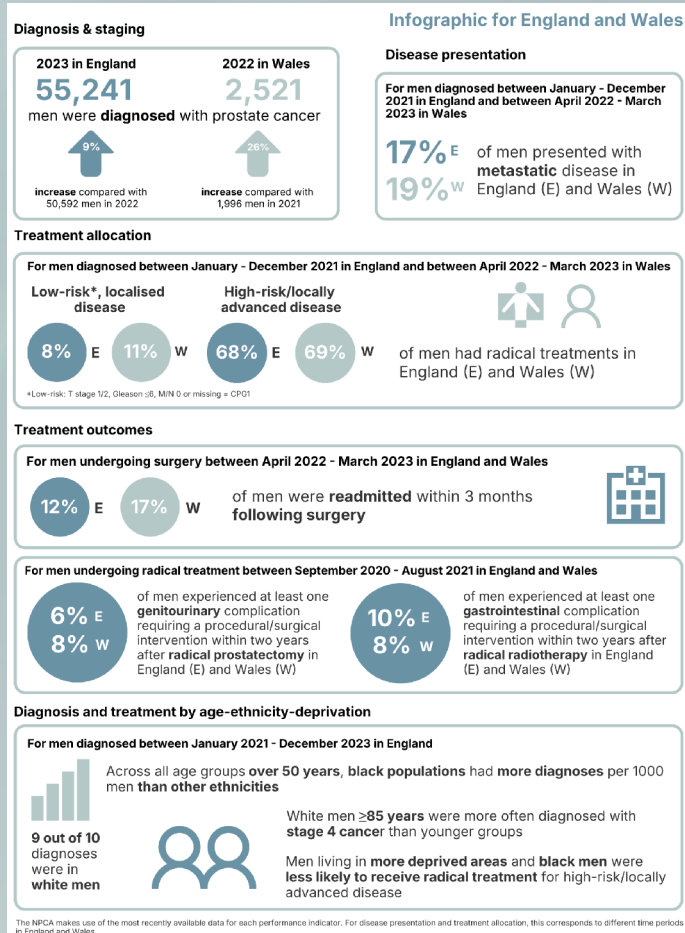 Infographic for England and Wales
Diagnosis & staging
2023 in England
55,241
2022 in Wales
2,521
men were diagnosed with prostate cancer
9%
26%
increase compared with
50,592 men in 2022
increase compared with
1,996 men in 2021
Disease presentation
For men diagnosed between January - December
2021 in England and between April 2022 - March
2023 in Wales
17% E
19% W
of men presented with
metastatic disease in
England (E) and Wales (W)
Treatment allocation
For men diagnosed between January - December 2021 in England and between April 2022 - March 2023 in Wales
Low-risk*, localised
disease
8% E 11% W
High-risk/locally
advanced disease
68% E 69% W
of men had radical treatments in
England (E) and Wales (W)
*Low-risk: T stage 1/2, Gleason ≤6, M/N 0 or missing = CPG1
Treatment outcomes
For men undergoing surgery between April 2022 - March 2023 in England and Wales
12% E 17% W
of men were readmitted within 3 months
following surgery
For men undergoing radical treatment between September 2020 - August 2021 in England and Wales
6% E
8% W
of men experienced at least one
genitourinary complication
requiring a procedural/surgical
intervention within two years
after radical prostatectomy in
England (E) and Wales (W)
10% E
8% W
of men experienced at least one
gastrointestinal complication
requiring a procedural/surgical
intervention within two years after
radical radiotherapy in England
(E) and Wales (W)
Diagnosis and treatment by age-ethnicity-deprivation
For men diagnosed between January 2021 - December 2023 in England
Across all age groups over 50 years, black populations had more diagnoses per 1000
men than other ethnicities
9 out of 10
diagnoses
were in
white men
White men ≥85 years were more often diagnosed with
stage 4 cancer than younger groups
Men living in more deprived areas and black men were
less likely to receive radical treatment for high-risk/locally
advanced disease
The NPCA makes use of the most recently available data for each performance indicator. For disease presentation and treatment allocation, this corresponds to different time periods
in England and Wales